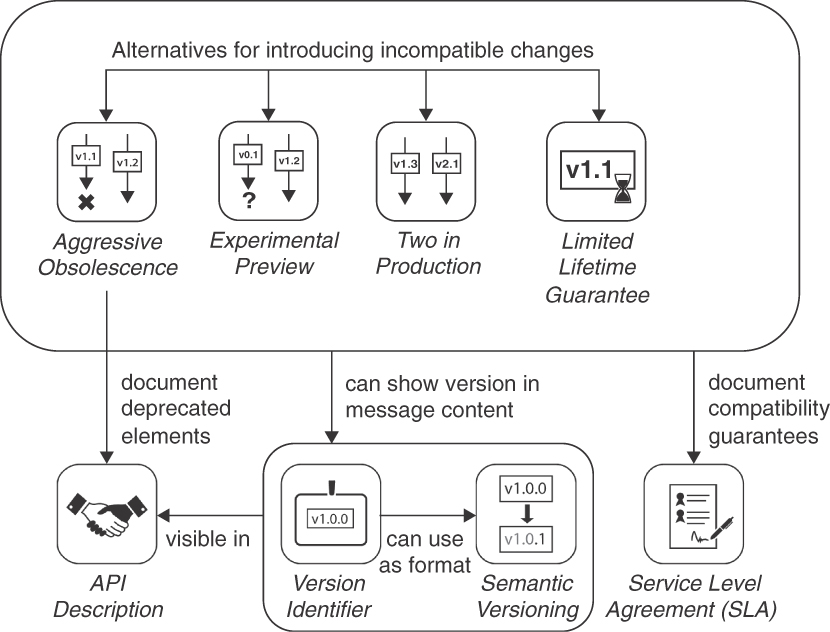 Alternatives for introducing incompatible changes
v1.1
v1.2
v0.1
v1.2
?
v1.3
v2.1
v1.1
Aggressive
Obsolescence
Experimental
Preview
Two in
Production
Limited
Lifetime
Guarantee
document
deprecated
elements
can show version in
message content
document
compatibility
guarantees
v1.0.0
v1.0.0
v1.0.1
visible in
can use
as format
API
Description
Version
Identifier
Semantic
Versioning
Service Level
Agreement (SLA)